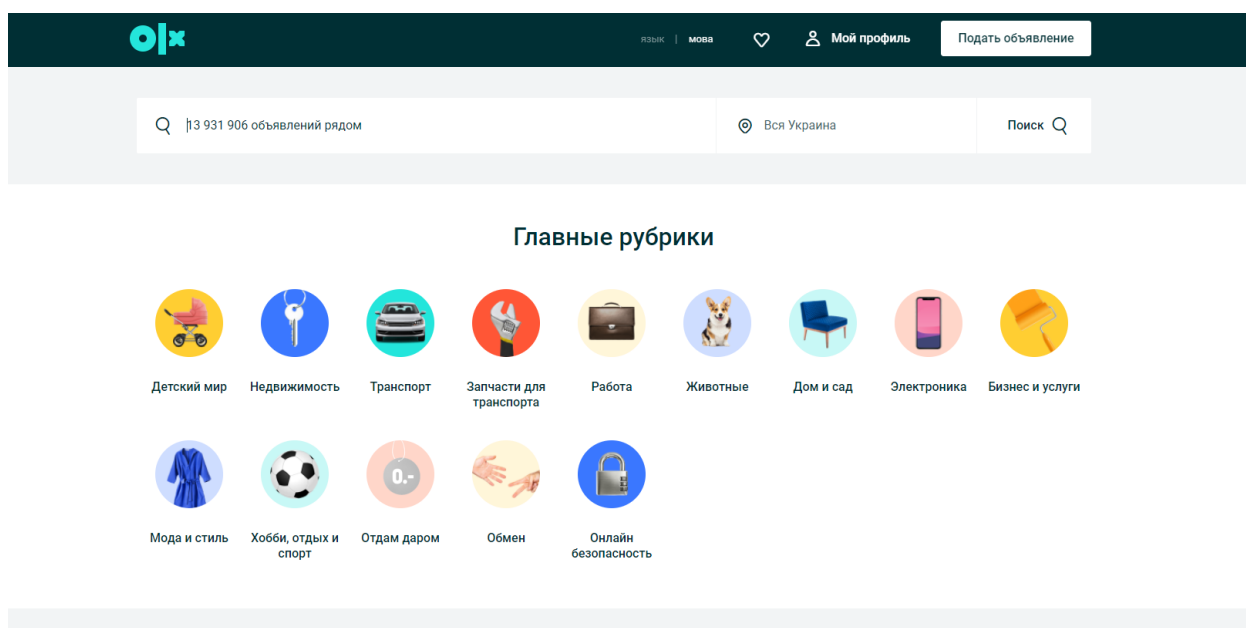 olx
язык | мова
Мой профиль
Подать объявление
13 931 906 объявлений рядом
Вся Украина
Поиск
Главные рубрики
Детский мир
Недвижимость
Транспорт
Запчасти для
транспорта
Работа
Животные
Дом и сад
Электроника
Бизнес и услуги
0.-
Мода и стиль
Хобби, отдых и
спорт
Отдам даром
Обмен
Онлайн
безопасность